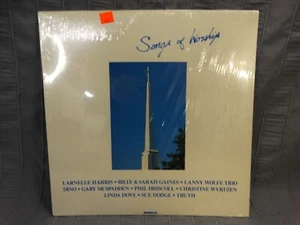 Songs of Worship
LARNELLE HARRIS • BILLY & SARAH GAINES • LANNY WOLFE TRIO
DINO • GARY MCSPADDEN • PHIL DRISCOLL • CHRISTINE WYRTZEN
LINDA DOVE • SUE DODGE • TRUTH